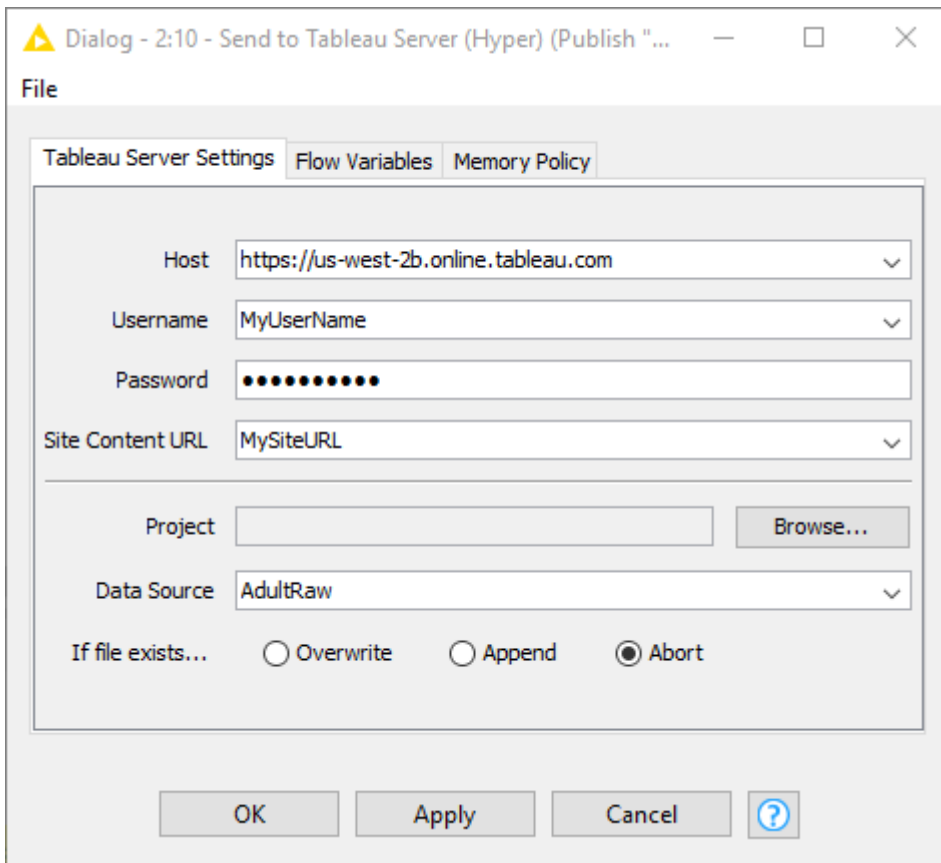 Dialog - 2:10 - Send to Tableau Server (Hyper) (Publish "...
File
Tableau Server Settings Flow Variables Memory Policy
Host https://us-west-2b.online.tableau.com
Username MyUserName
Password ●●●●●●●●●●
Site Content URL MySiteURL
Project Browse...
Data Source AdultRaw
If file exists... Overwrite Append Abort
OK Apply Cancel ?